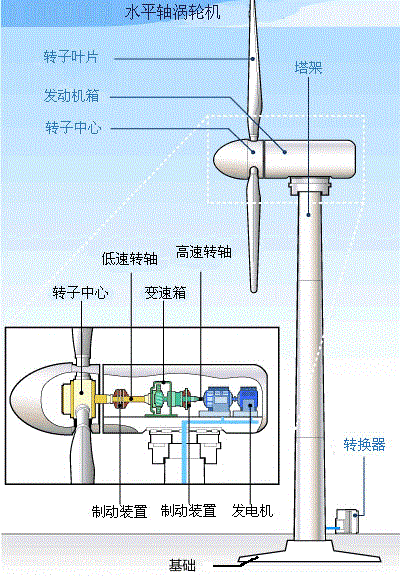 水平轴涡轮机
转子叶片
塔架
发动机箱
转子中心
高速转轴
低速转轴
转子中心
变速箱
转换器
制动装置
制动装置
发电机
基础